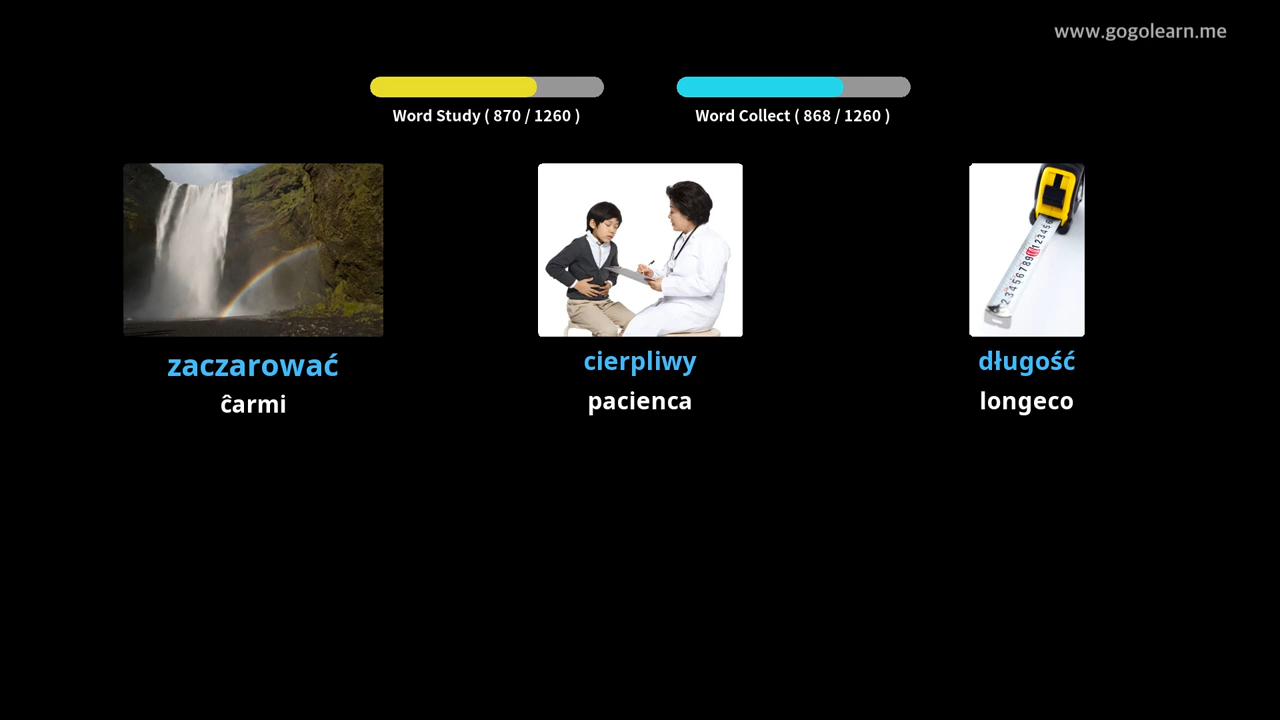 www.gogolearn.me
Word Study ( 870 / 1260 )
Word Collect ( 868 / 1260 )
zaczarować
ĉarmi
cierpliwy
pacienca
długość
longeco